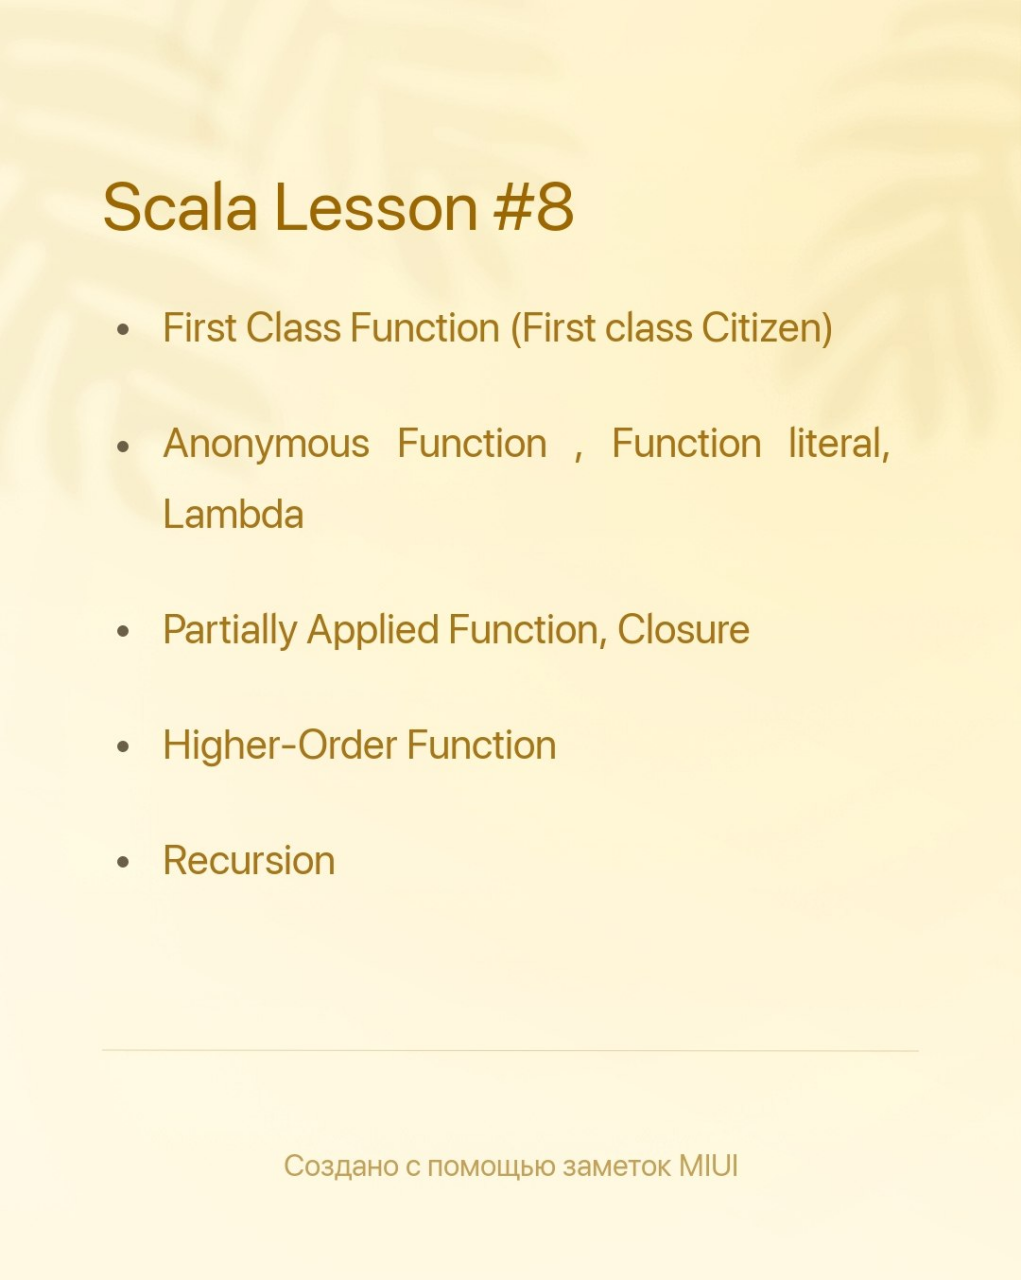 Scala Lesson #8
• First Class Function (First class Citizen)
• Anonymous Function , Function literal,
Lambda
• Partially Applied Function, Closure
• Higher-Order Function
• Recursion
Создано с помощью заметок MIUI